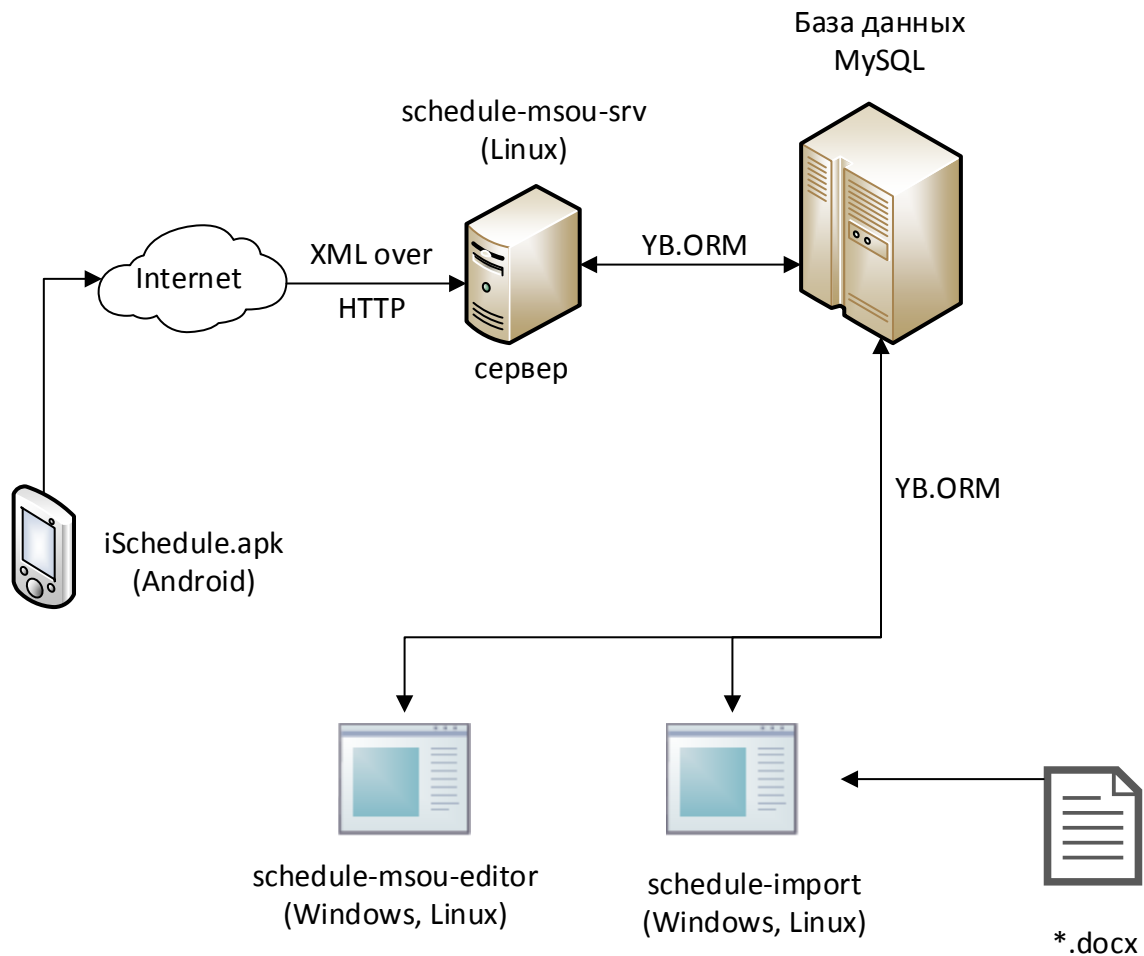 База данных
MySQL
schedule-msou-srv
(Linux)
XML over
HTTP
YB.ORM
Internet
сервер
YB.ORM
iSchedule.apk
(Android)
schedule-msou-editor
(Windows, Linux)
schedule-import
(Windows, Linux)
*.docx